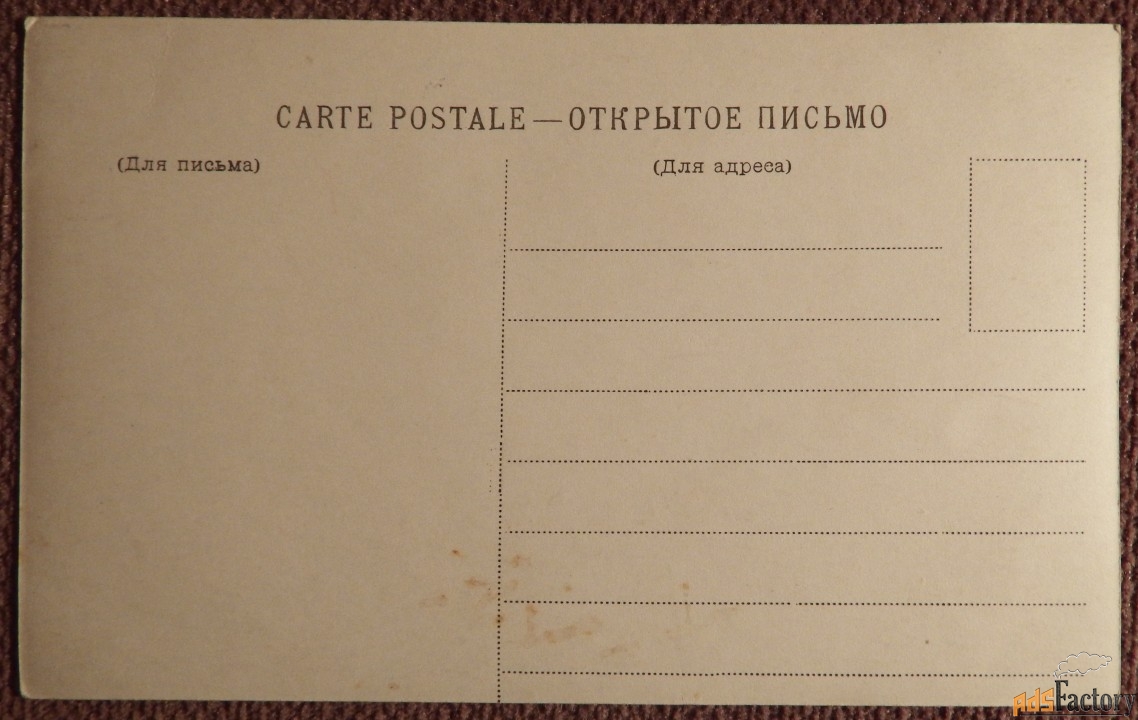 CARTE POSTALE—ОТКРЫТОЕ ПИСЬМО
(Для письма)
(Для адреса)
AdsFactory